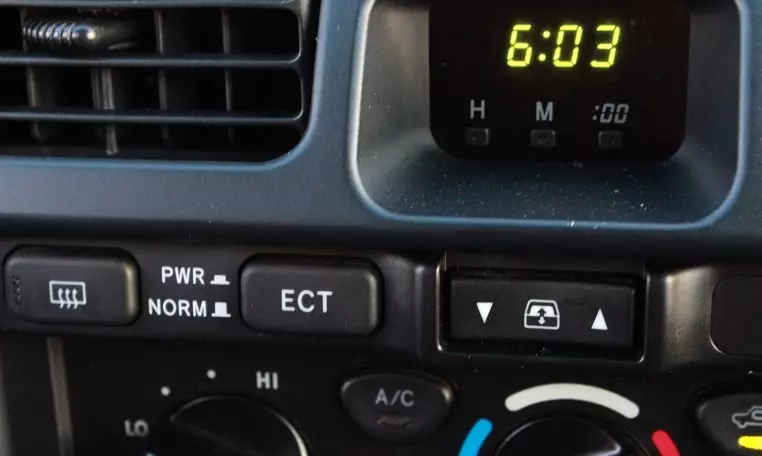 6:03
H M :00
PWR
NORM
ECT
HI
LO
A/C